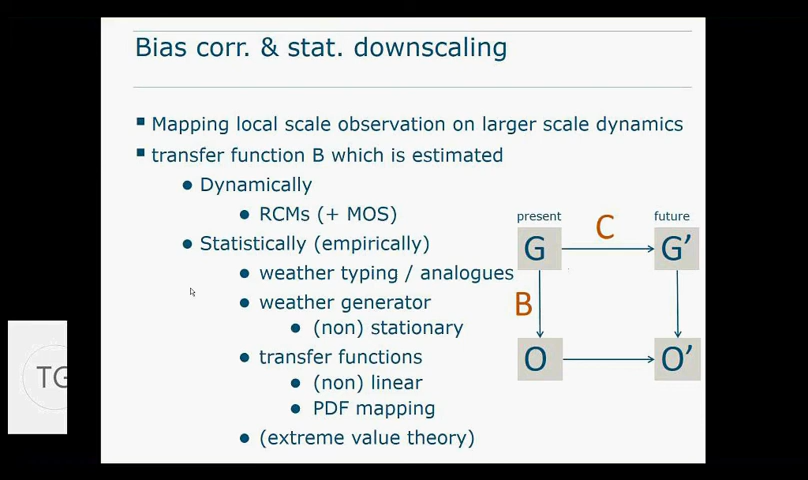 Bias corr. & stat. downscaling
Mapping local scale observation on larger scale dynamics
transfer function B which is estimated
Dynamically
RCMs (+ MOS)
Statistically (empirically)
weather typing / analogues
weather generator
(non) stationary
transfer functions
(non) linear
PDF mapping
(extreme value theory)
present
future
G
C
G'
B
O
O'
TG